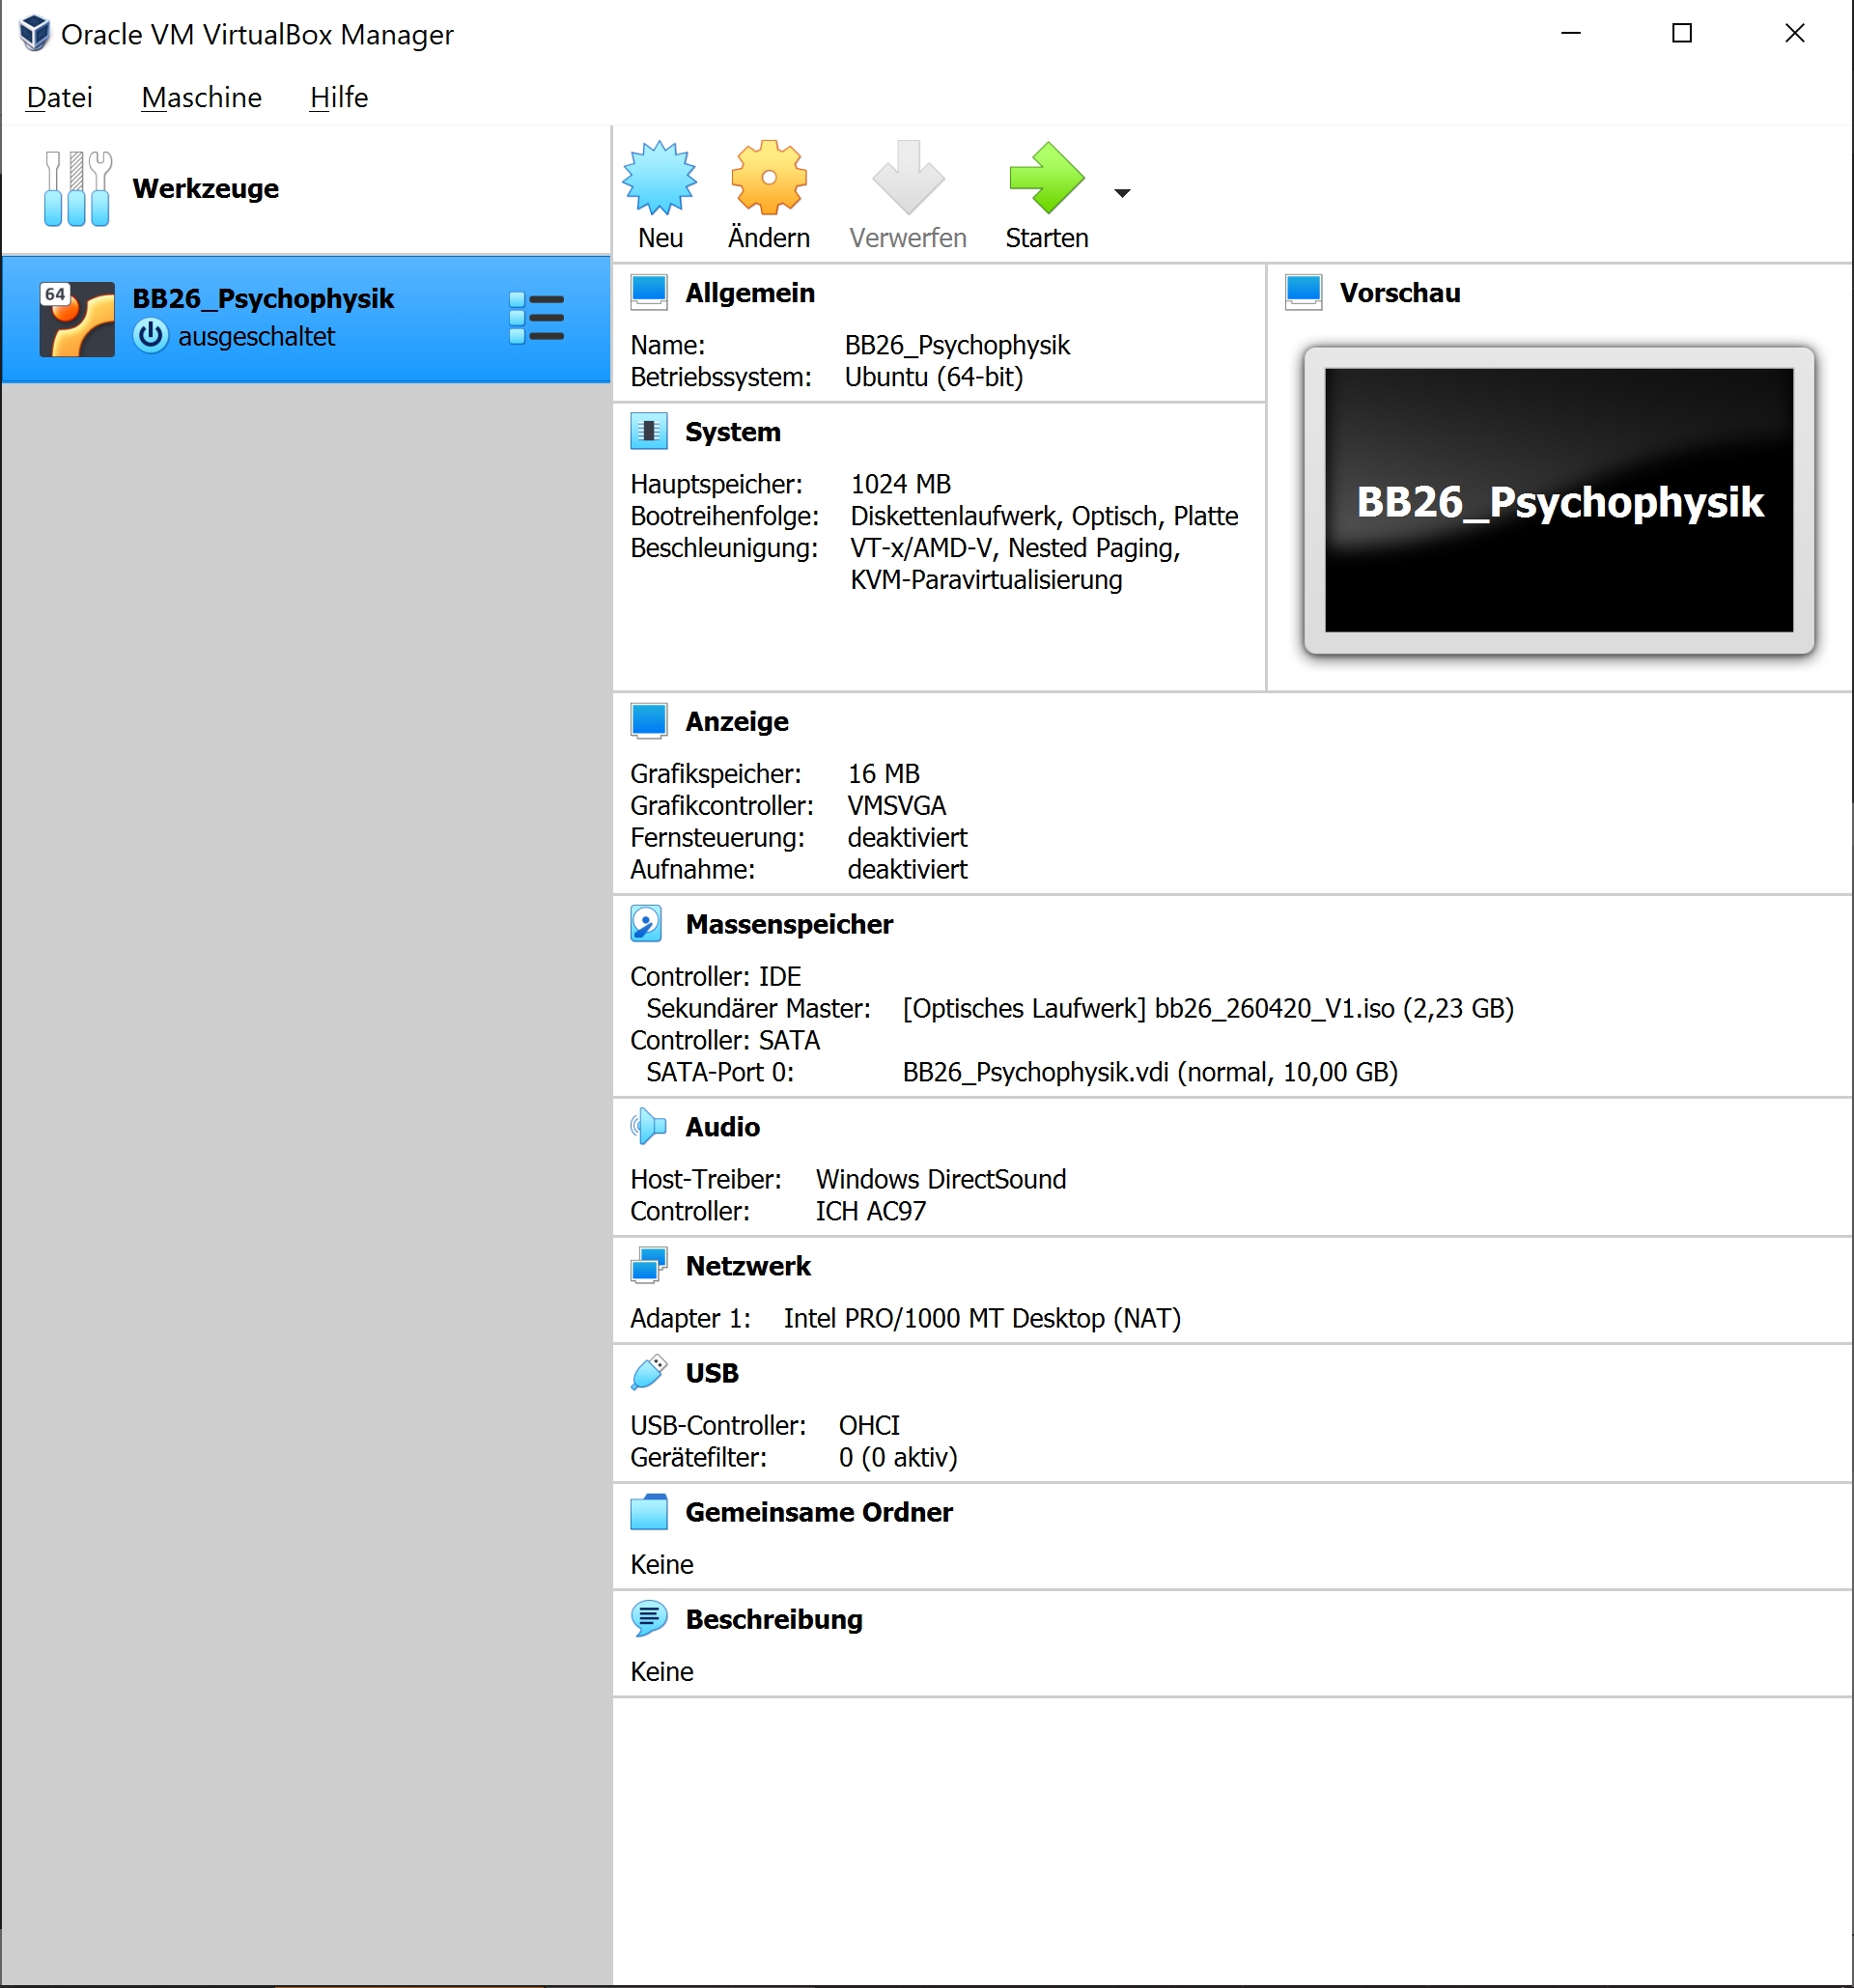 Oracle VM VirtualBox Manager
Datei Maschine Hilfe
Werkzeuge
Neu Ändern Verwerfen Starten
64
BB26_Psychophysik
ausgeschaltet
Allgemein
Name: BB26_Psychophysik
Betriebssystem: Ubuntu (64-bit)
System
Hauptspeicher: 1024 MB
Bootreihenfolge: Diskettenlaufwerk, Optisch, Platte
Beschleunigung: VT-x/AMD-V, Nested Paging,
KVM-Paravirtualisierung
Vorschau
BB26_Psychophysik
Anzeige
Grafikspeicher: 16 MB
Grafikcontroller: VMSVGA
Fernsteuerung: deaktiviert
Aufnahme: deaktiviert
Massenspeicher
Controller: IDE
Sekundärer Master: [Optisches Laufwerk] bb26_260420_V1.iso (2,23 GB)
Controller: SATA
SATA-Port 0: BB26_Psychophysik.vdi (normal, 10,00 GB)
Audio
Host-Treiber: Windows DirectSound
Controller: ICH AC97
Netzwerk
Adapter 1: Intel PRO/1000 MT Desktop (NAT)
USB
USB-Controller: OHCI
Gerätefilter: 0 (0 aktiv)
Gemeinsame Ordner
Keine
Beschreibung
Keine